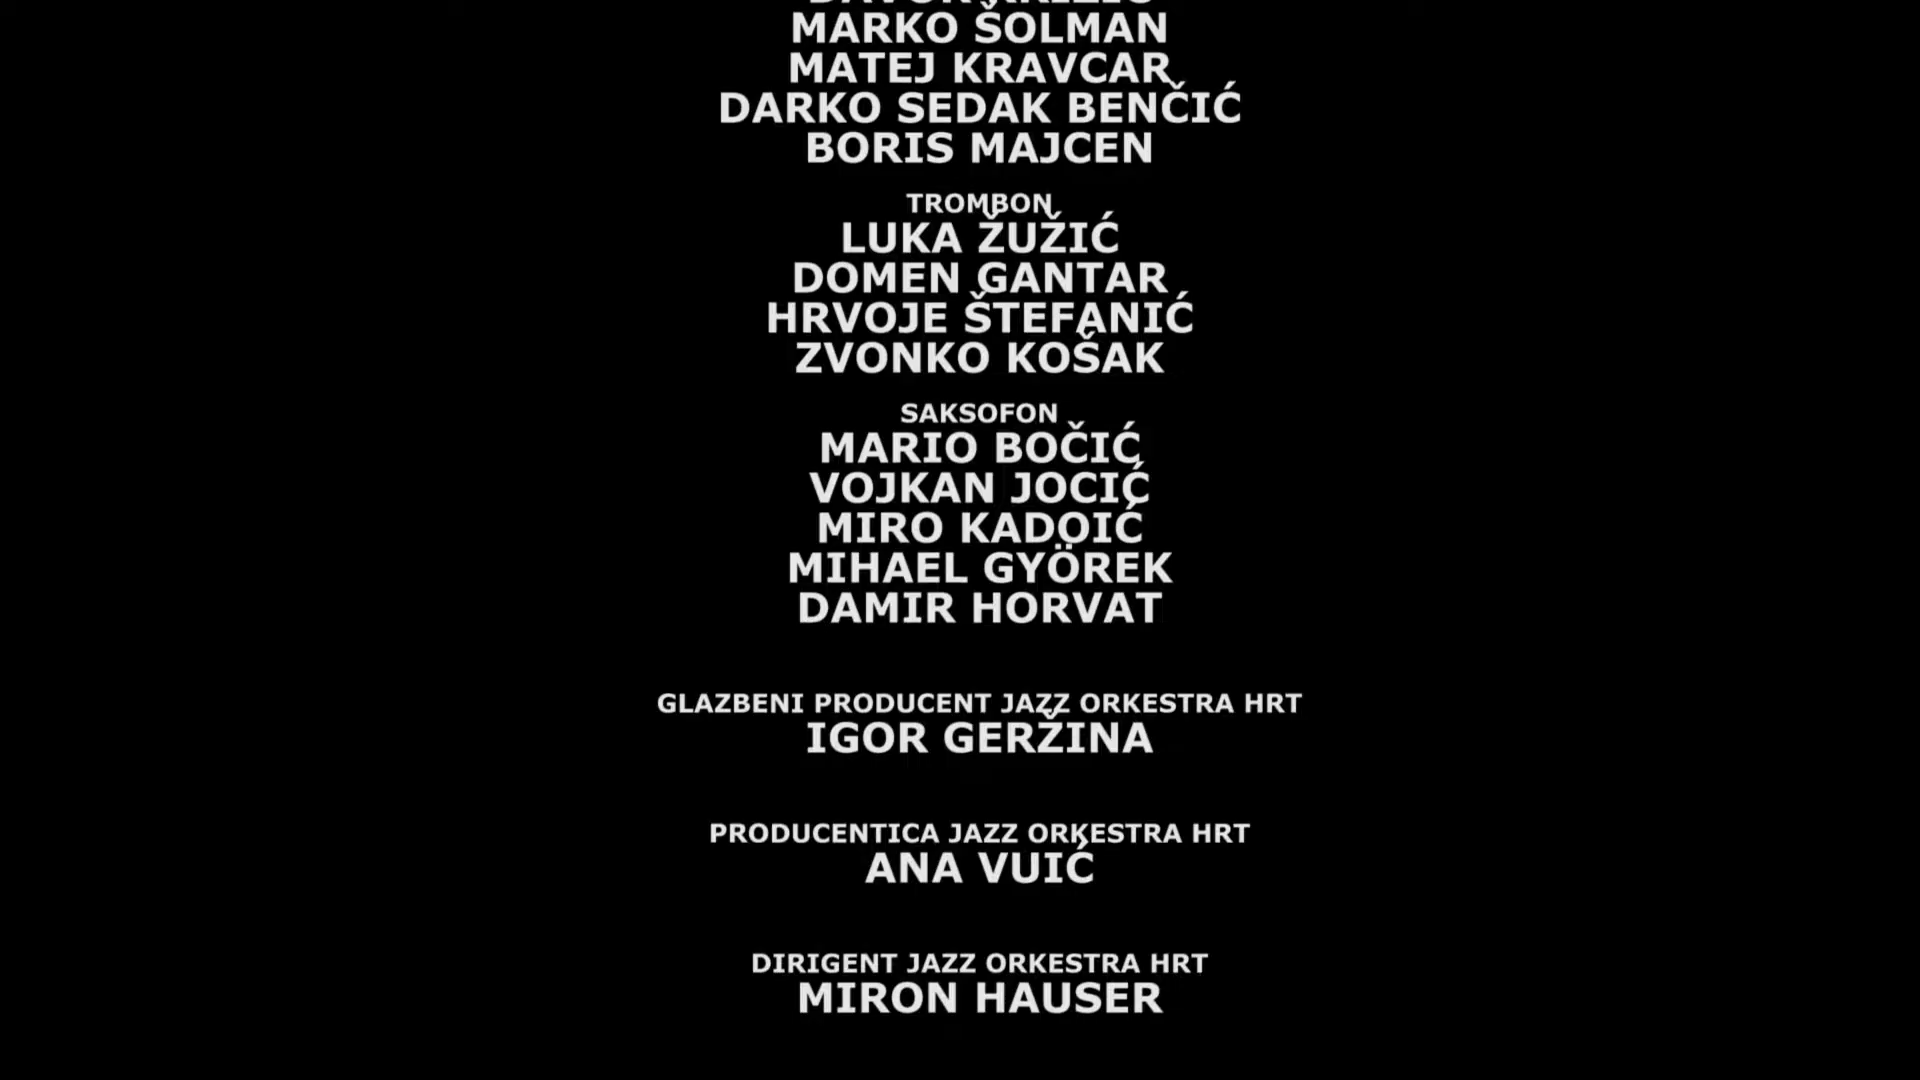 MARKO ŠOLMAN
MATEJ KRAVCAR
DARKO SEDAK BENČIĆ
BORIS MAJCEN
TROMBON
LUKA ŽUŽIĆ
DOMEN GANTAR
HRVOJE ŠTEFANIĆ
ZVONKO KOŠAK
SAKSOFON
MARIO BOČIĆ
VOJKAN JOCIĆ
MIRO KADOIĆ
MIHAEL GYÖREK
DAMIR HORVAT
GLAZBENI PRODUCENT JAZZ ORKESTRA HRT
IGOR GERŽINA
PRODUCENTICA JAZZ ORKESTRA HRT
ANA VUIĆ
DIRIGENT JAZZ ORKESTRA HRT
MIRON HAUSER